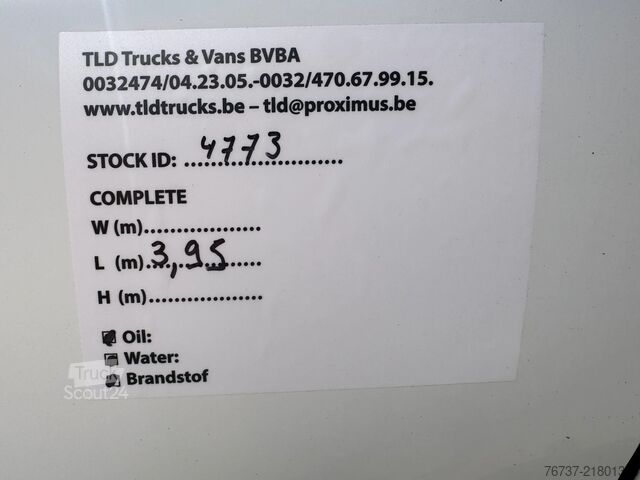 TLD Trucks & Vans BVBA
0032474/04.23.05.-0032/470.67.99.15.
www.tldtrucks.be – tld@proximus.be
STOCK ID: 4773
COMPLETE
W (m)....................
L (m) 3,95
H (m)....................
Oil:
Water:
Brandstof
Truck
Scout24
76737-218013